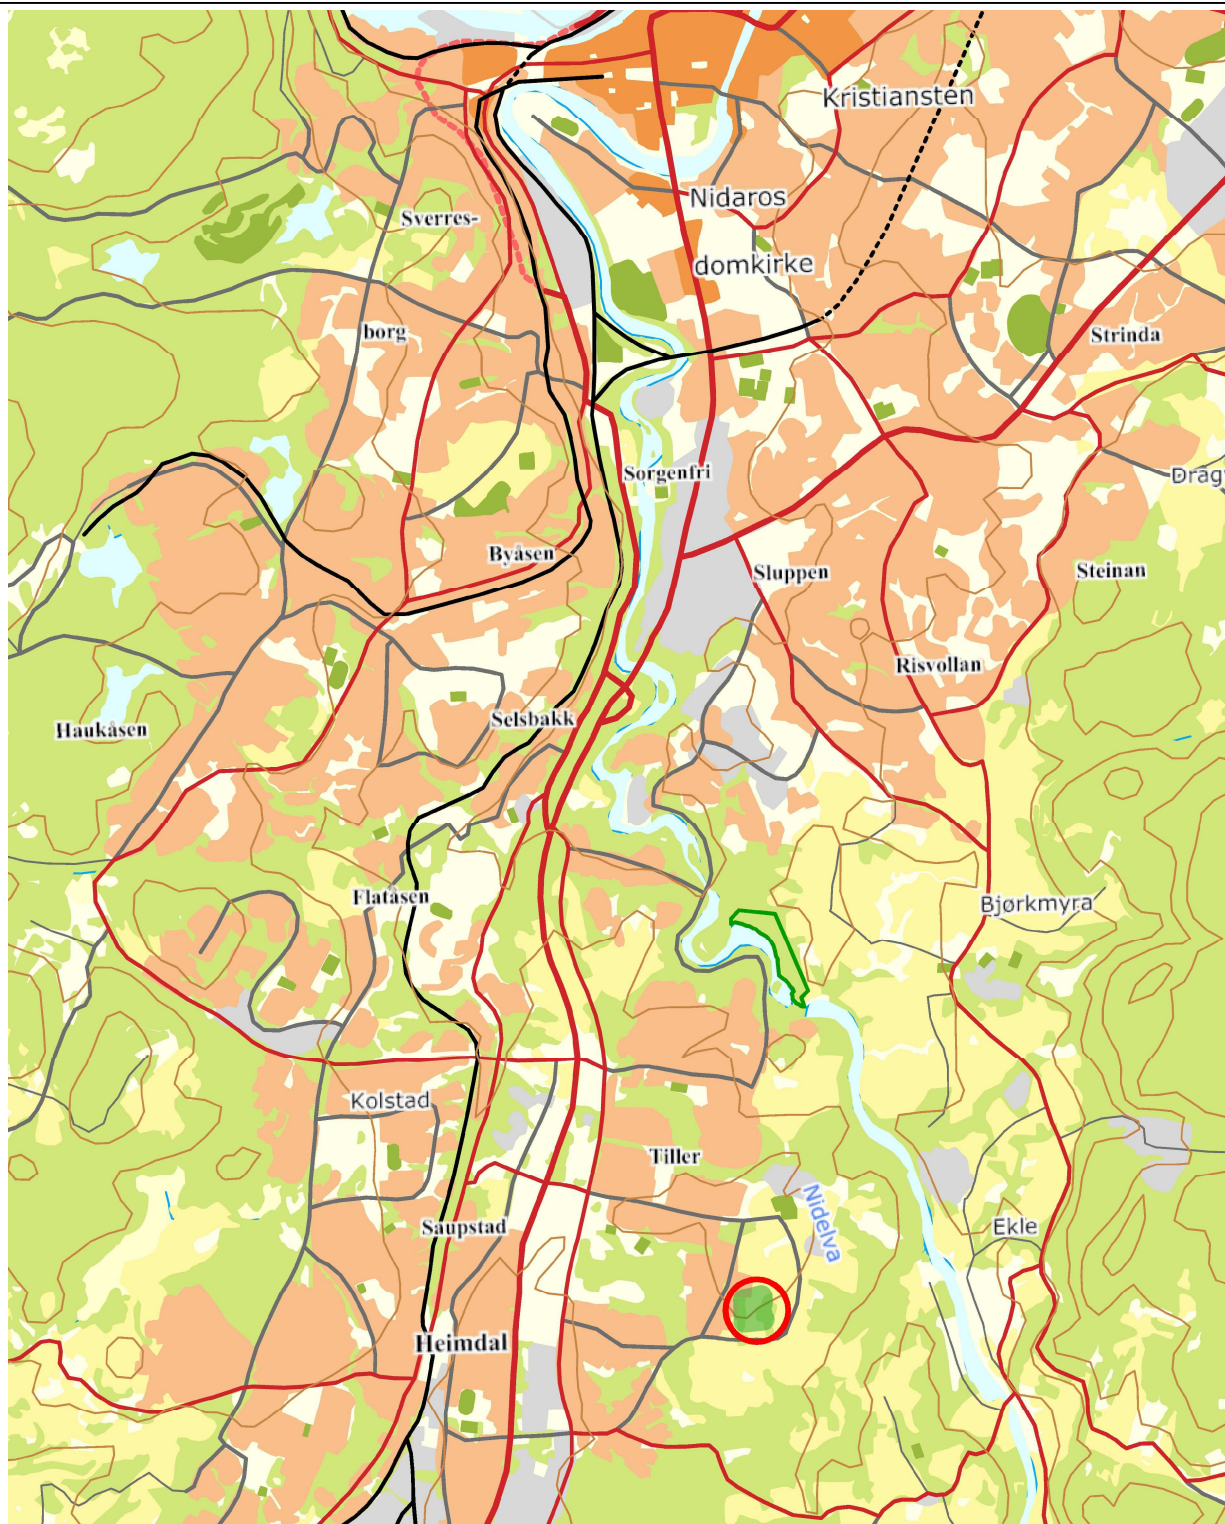 Kristiansten
Nidaros
Sverres-
domkirke
borg
Strinda
Sorgenfri
Drag
Byåsen
Sluppen
Steinan
Risvollan
Selsbakk
Haukåsen
Flatåsen
Bjørkmyra
Kolstad
Tiller
Nidelva
Saupstad
Ekle
Heimdal